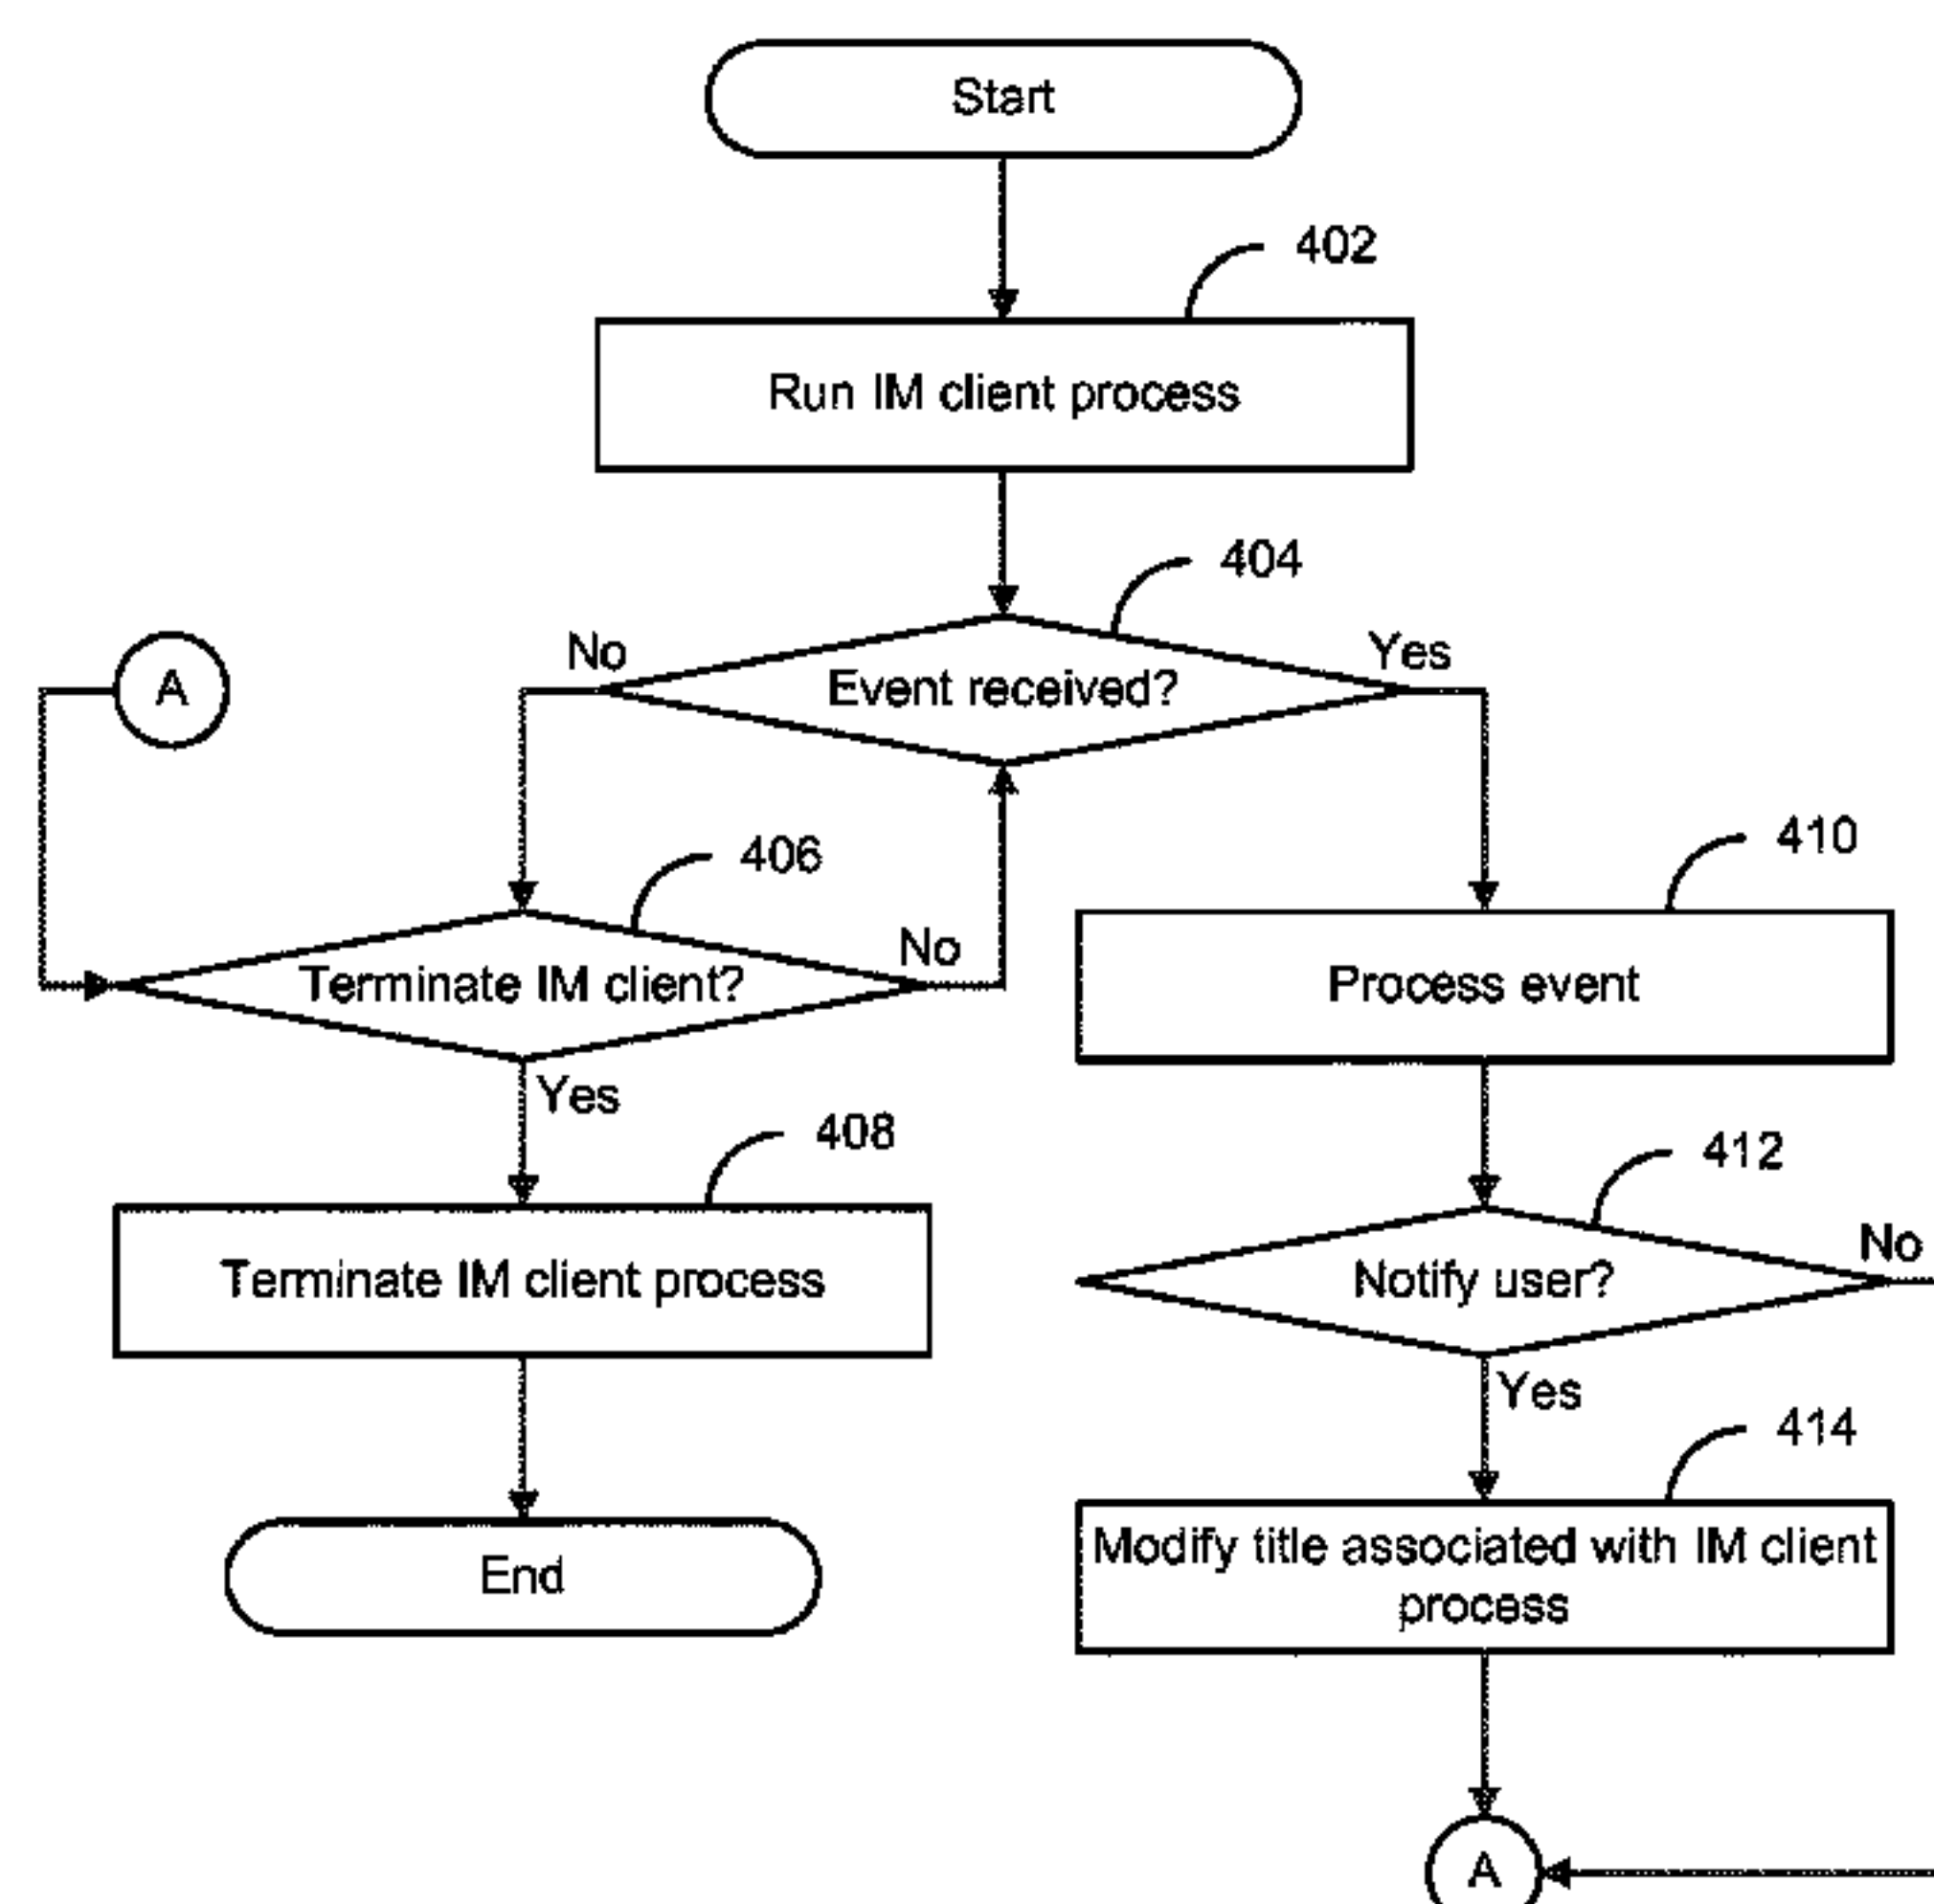 Start
402
Run IM client process
404
No
Yes
Event received?
A
406
410
No
Terminate IM client?
Process event
Yes
408
412
Terminate IM client process
No
Notify user?
Yes
414
Modify title associated with IM client
process
End
A